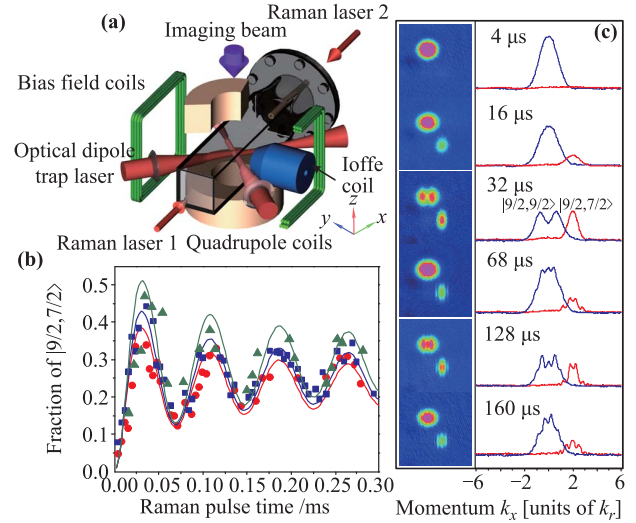 (a)
Raman laser 2
Imaging beam
Bias field coils
Optical dipole
trap laser
Ioffe
coil
z
y
x
Raman laser 1 Quadrupole coils
(b)
Fraction of |9/2,7/2⟩
0.5
0.4
0.3
0.2
0.1
0.0
0.00 0.05 0.10 0.15 0.20 0.25 0.30
Raman pulse time /ms
(c)
4 μs
16 μs
32 μs
|9/2,9/2⟩ |9/2,7/2⟩
68 μs
128 μs
160 μs
−6 −2 2 6
Momentum kx [units of kr]